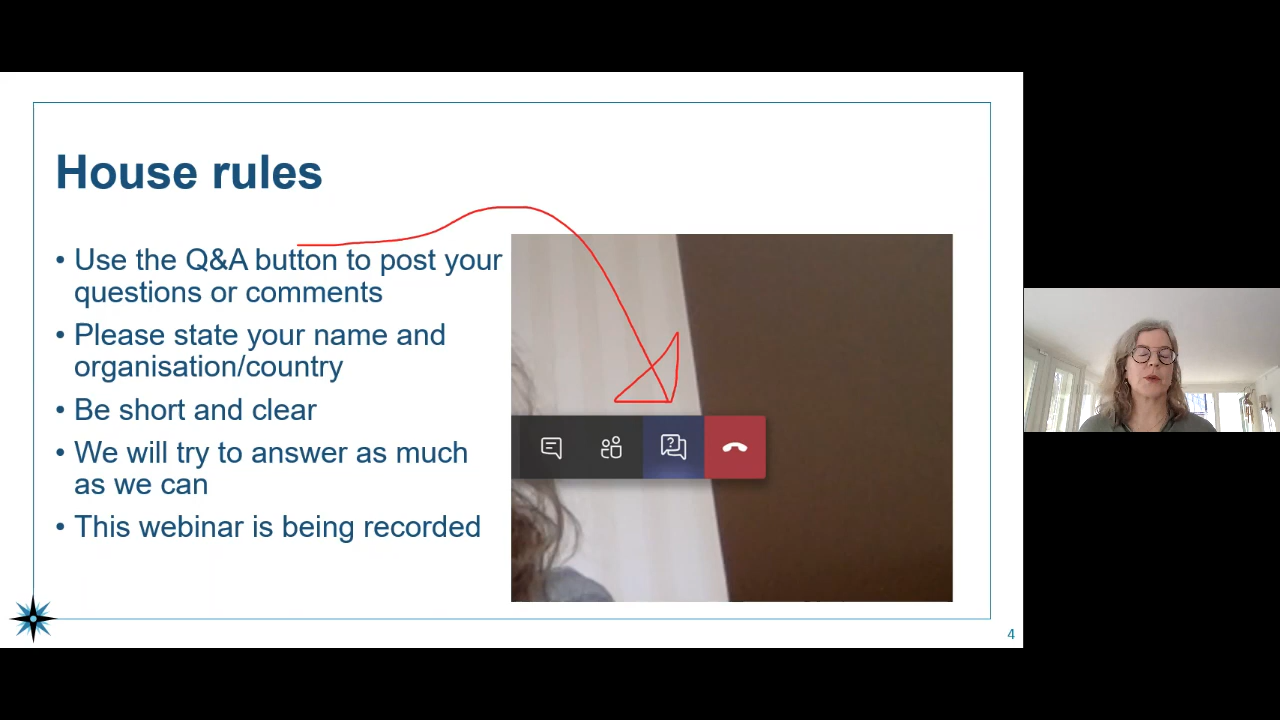 House rules
• Use the Q&A button to post your
questions or comments
• Please state your name and
organisation/country
• Be short and clear
• We will try to answer as much
as we can
• This webinar is being recorded
?
4